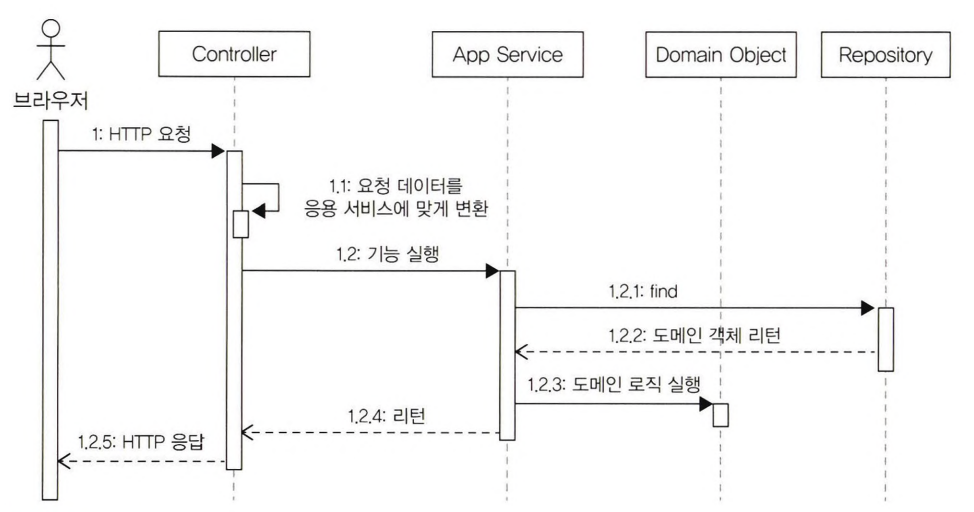 Controller
App Service
Domain Object
Repository
브라우저
1: HTTP 요청
1.1: 요청 데이터를
응용 서비스에 맞게 변환
1.2: 기능 실행
1.2.1: find
1.2.2: 도메인 객체 리턴
1.2.3: 도메인 로직 실행
1.2.4: 리턴
1.2.5: HTTP 응답